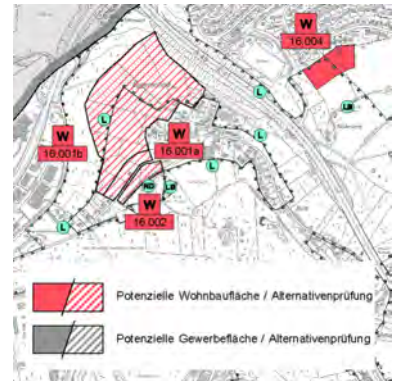 W
16.004
L
LB
L
W
16.001a
L
W
16.001b
L
ND
LB
W
16.002
L
Potenzielle Wohnbaufläche / Alternativenprüfung
Potenzielle Gewerbefläche / Alternativenprüfung